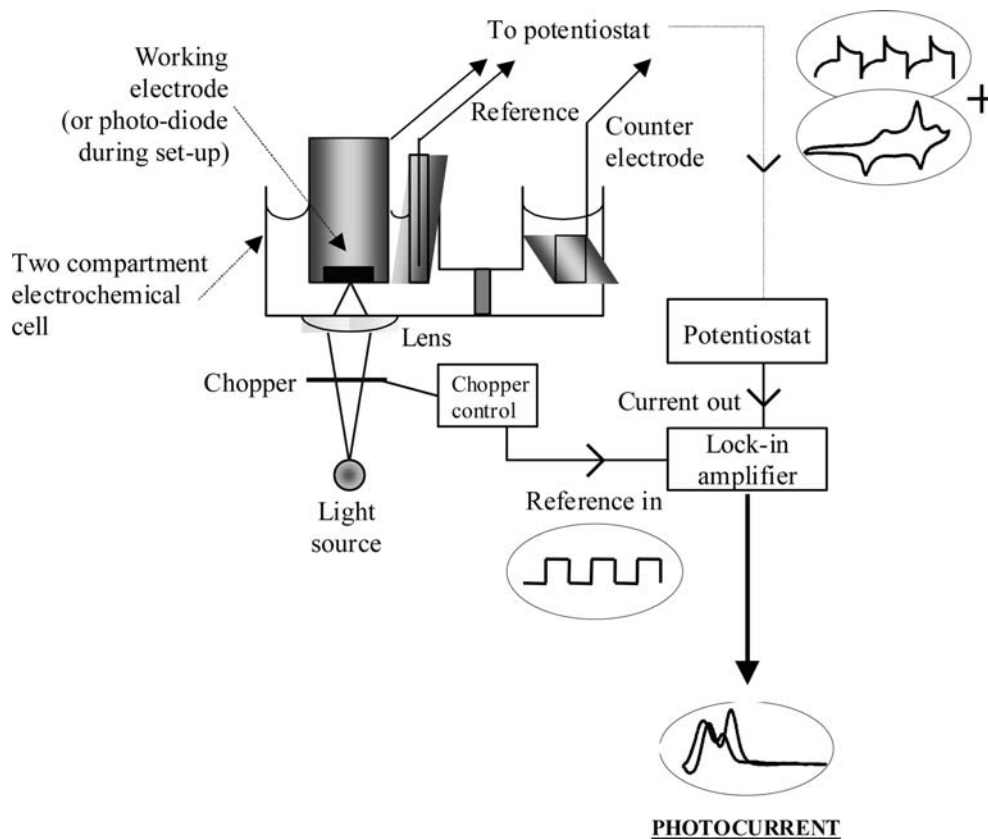 To potentiostat
Working
electrode
(or photo-diode
during set-up)
Reference
Counter
electrode
+
Two compartment
electrochemical
cell
Lens
Potentiostat
Chopper
Chopper
control
Current out
Lock-in
amplifier
Reference in
Light
source
PHOTOCURRENT